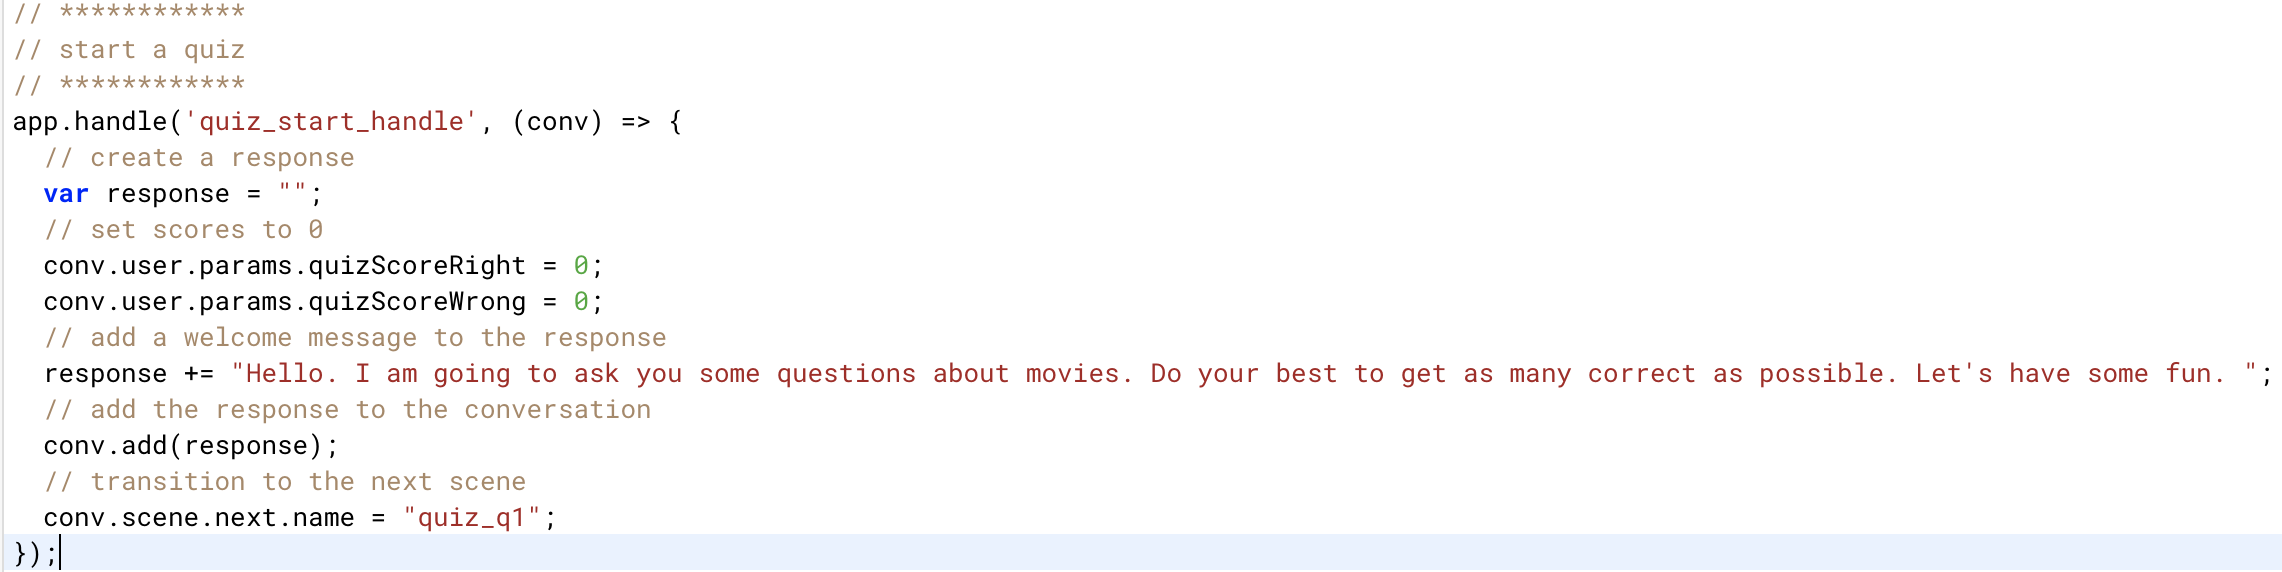 // ************
// start a quiz
// ************
app.handle('quiz_start_handle', (conv) => {
  // create a response
  var response = "";
  // set scores to 0
  conv.user.params.quizScoreRight = 0;
  conv.user.params.quizScoreWrong = 0;
  // add a welcome message to the response
  response += "Hello. I am going to ask you some questions about movies. Do your best to get as many correct as possible. Let's have some fun. ";
  // add the response to the conversation
  conv.add(response);
  // transition to the next scene
  conv.scene.next.name = "quiz_q1";
});